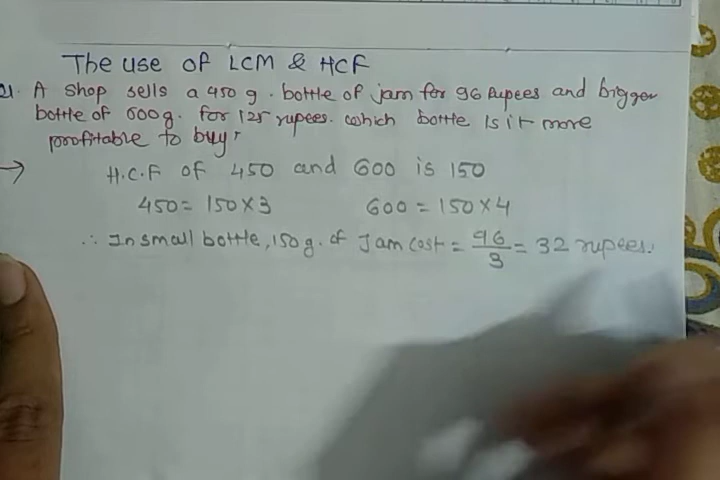 The use of LCM & HCF
21. A shop sells a 450 g. bottle of jam for 96 Rupees and bigger
bottle of 600g. for 125 rupees. which bottle Is it more
profitable to buy?
→ H.C.F of 450 and 600 is 150
450 = 150×3 600 = 150×4
∴ In small bottle, 150 g. of Jam cost = 96/3 = 32 rupees.